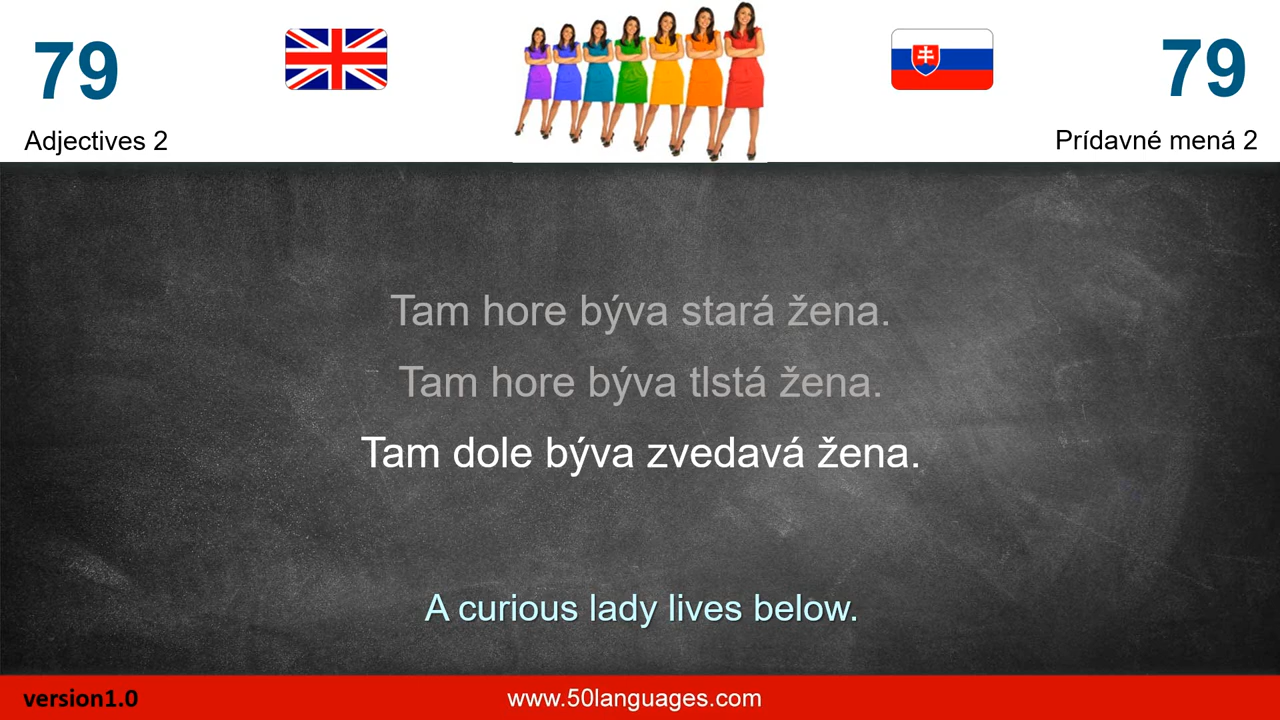 79
79
Adjectives 2
Prídavné mená 2
Tam hore býva stará žena.
Tam hore býva tlstá žena.
Tam dole býva zvedavá žena.
A curious lady lives below.
version1.0
www.50languages.com